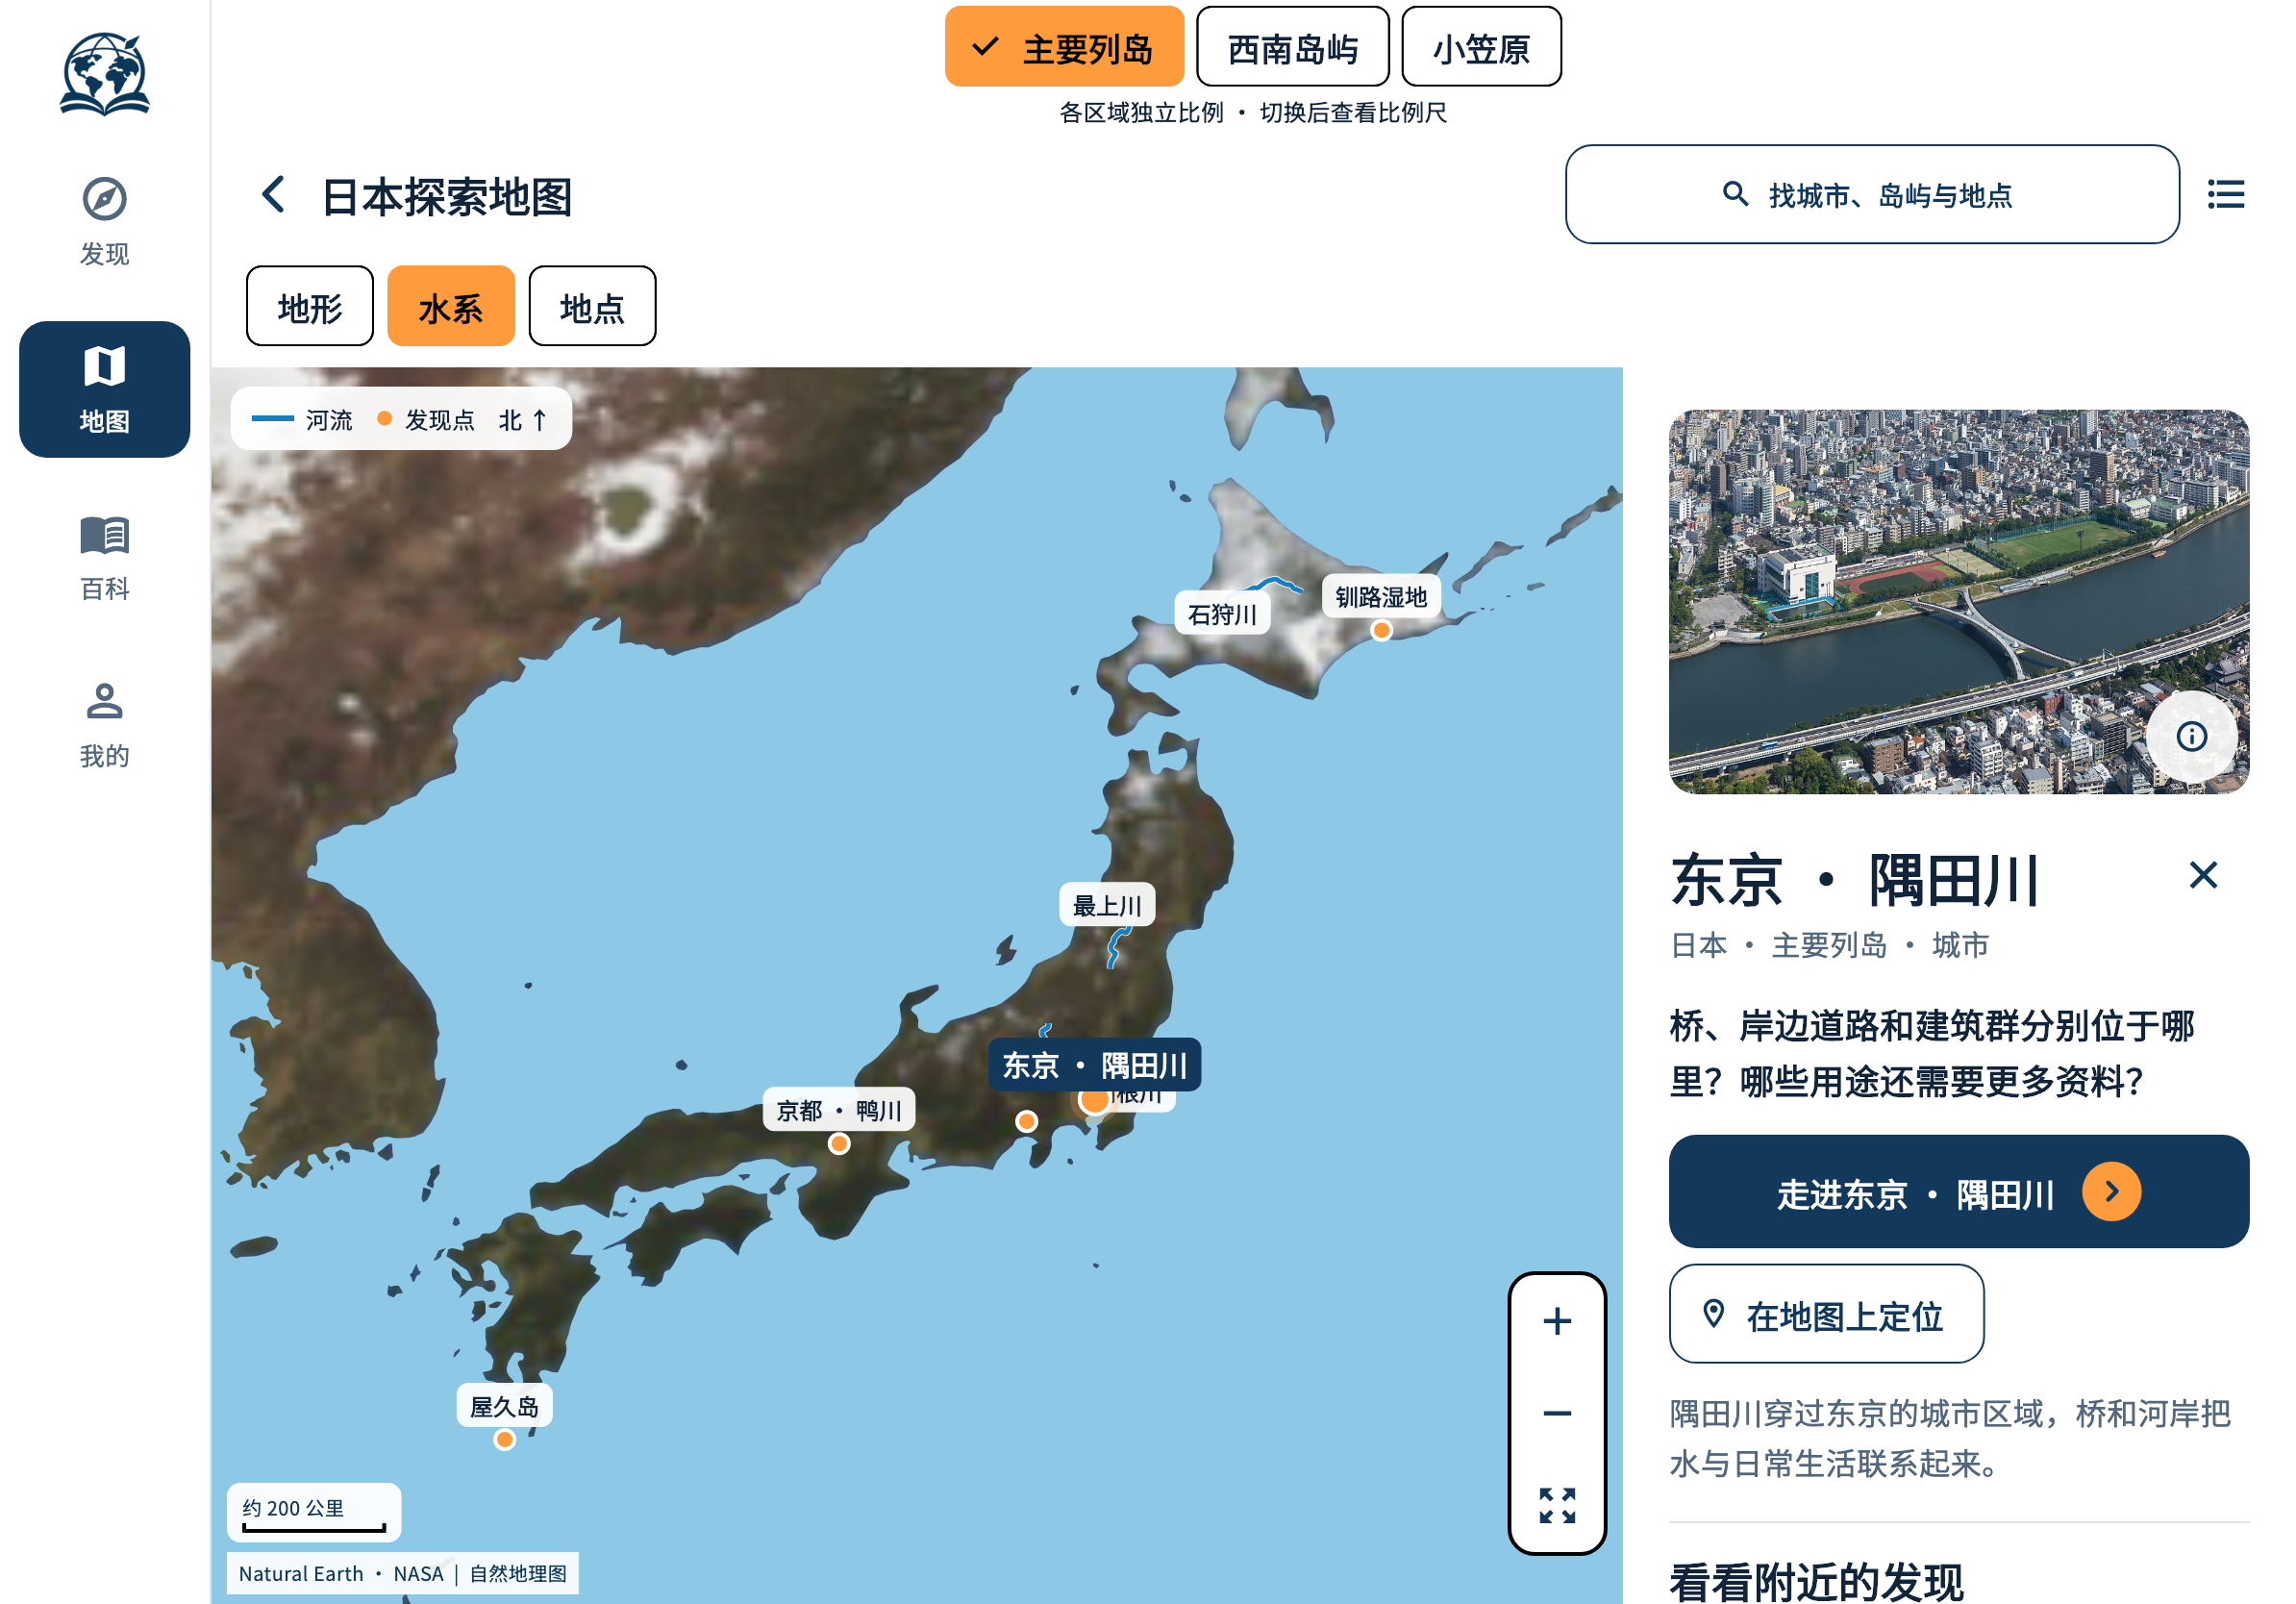 主要列岛
西南岛屿
小笠原
各区域独立比例 · 切换后查看比例尺
日本探索地图
找城市、岛屿与地点
发现
地图
百科
我的
地形
水系
地点
河流
发现点
北 ↑
石狩川
钏路湿地
最上川
东京 · 隅田川
根川
京都 · 鸭川
屋久岛
约 200 公里
Natural Earth · NASA | 自然地理图
东京 · 隅田川
日本 · 主要列岛 · 城市
桥、岸边道路和建筑群分别位于哪
里？哪些用途还需要更多资料？
走进东京 · 隅田川
在地图上定位
隅田川穿过东京的城市区域，桥和河岸把
水与日常生活联系起来。
看看附近的发现